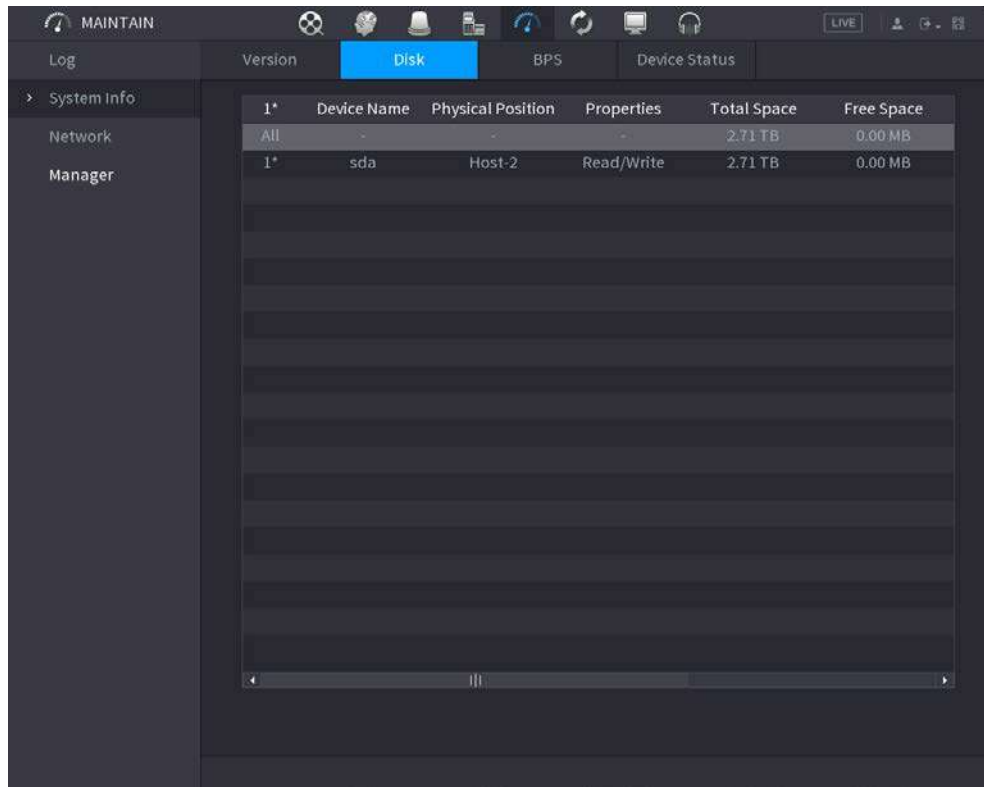 MAINTAIN LIVE
Log Version Disk BPS Device Status
System Info
1* Device Name Physical Position Properties Total Space Free Space
Network All - - - 2.71 TB 0.00 MB
1* sda Host-2 Read/Write 2.71 TB 0.00 MB
Manager